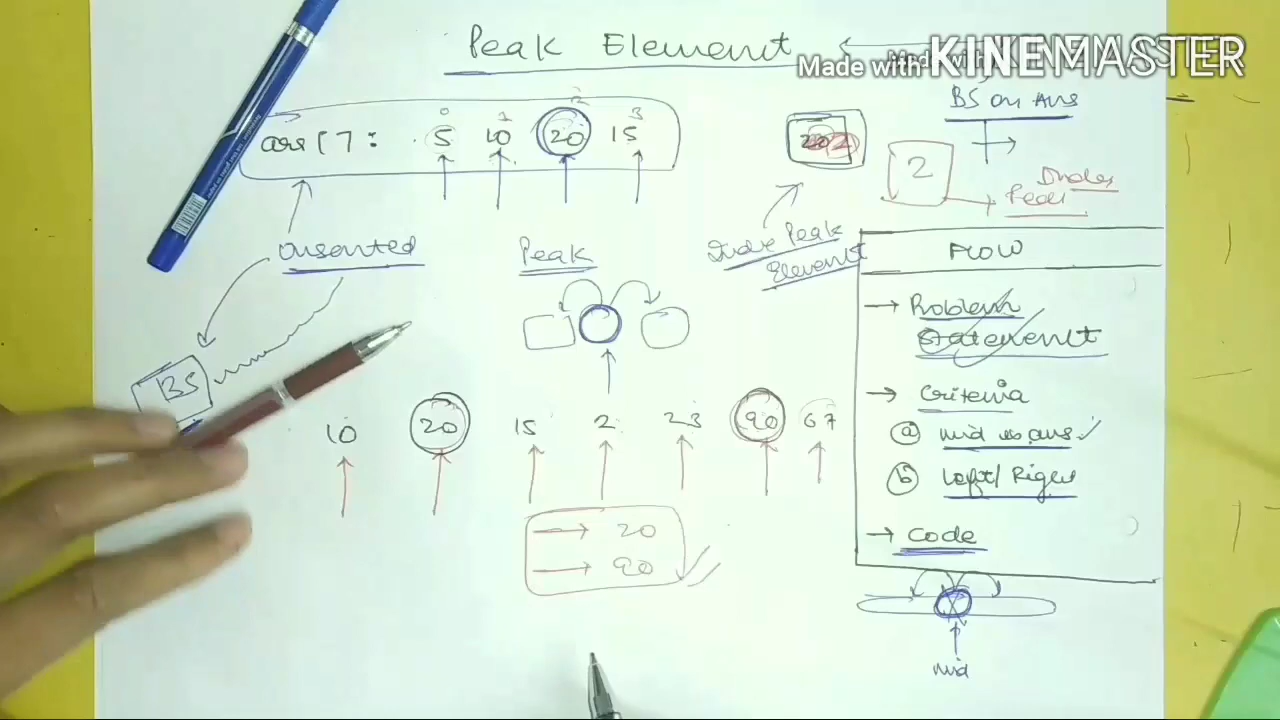 Peak Element
Made with KINEMASTER
BS on Ans
arr [ ] : 5 10 20 15
0 1 2 3
2
Index
Peak
Unsorted
Peak
Index Peak
Element
BS
Flow
→ Problem
Statement
→ Criteria
(a) mid is ans ✓
(b) Left/Right
→ Code
10 20 15 2 23 90 67
→ 20
→ 90
mid